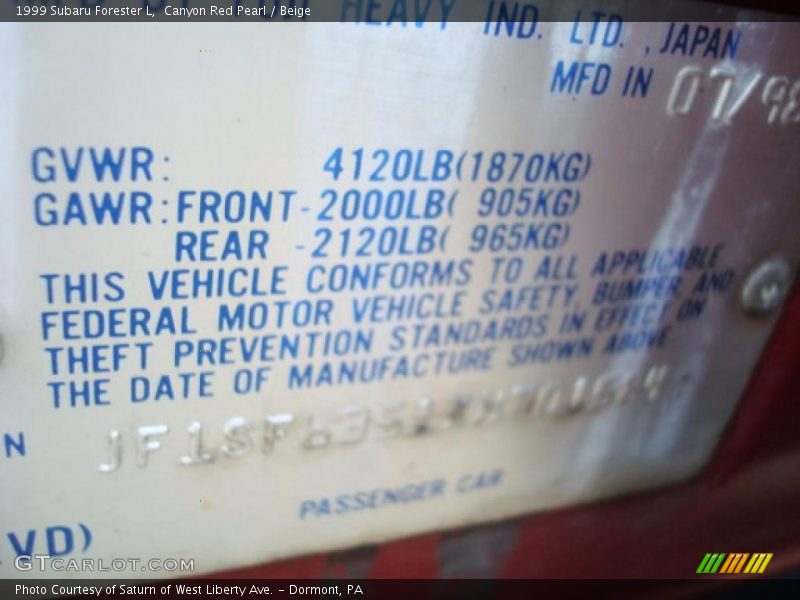 1999 Subaru Forester L, Canyon Red Pearl / Beige
HEAVY IND. LTD., JAPAN
MFD IN 07/98
GVWR: 4120LB(1870KG)
GAWR: FRONT-2000LB( 905KG)
REAR -2120LB( 965KG)
THIS VEHICLE CONFORMS TO ALL APPLICABLE
FEDERAL MOTOR VEHICLE SAFETY, BUMPER AND
THEFT PREVENTION STANDARDS IN EFFECT ON
THE DATE OF MANUFACTURE SHOWN ABOVE
N
PASSENGER CAR
VD)
GTCARLOT.COM
Photo Courtesy of Saturn of West Liberty Ave. - Dormont, PA